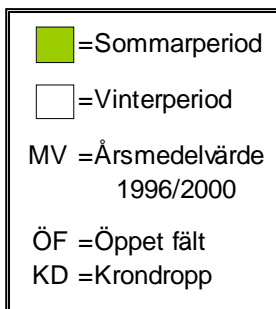 =Sommarperiod
=Vinterperiod
MV =Årsmedelvärde
1996/2000
ÖF =Öppet fält
KD =Krondropp